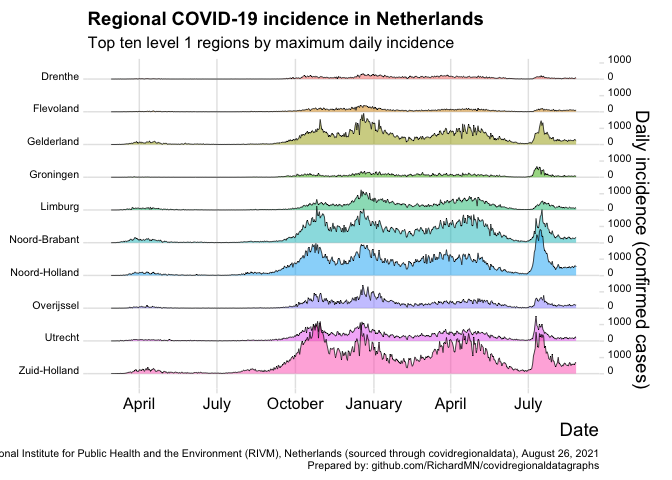 Regional COVID-19 incidence in Netherlands
Top ten level 1 regions by maximum daily incidence
Drenthe
Flevoland
Gelderland
Groningen
Limburg
Noord-Brabant
Noord-Holland
Overijssel
Utrecht
Zuid-Holland
1000
0
1000
0
1000
0
1000
0
1000
0
1000
0
1000
0
1000
0
1000
0
1000
0
Daily incidence (confirmed cases)
April July October January April July
Date
Institute for Public Health and the Environment (RIVM), Netherlands (sourced through covidregionaldata), August 26, 2021
Prepared by: github.com/RichardMN/covidregionaldatagraphs